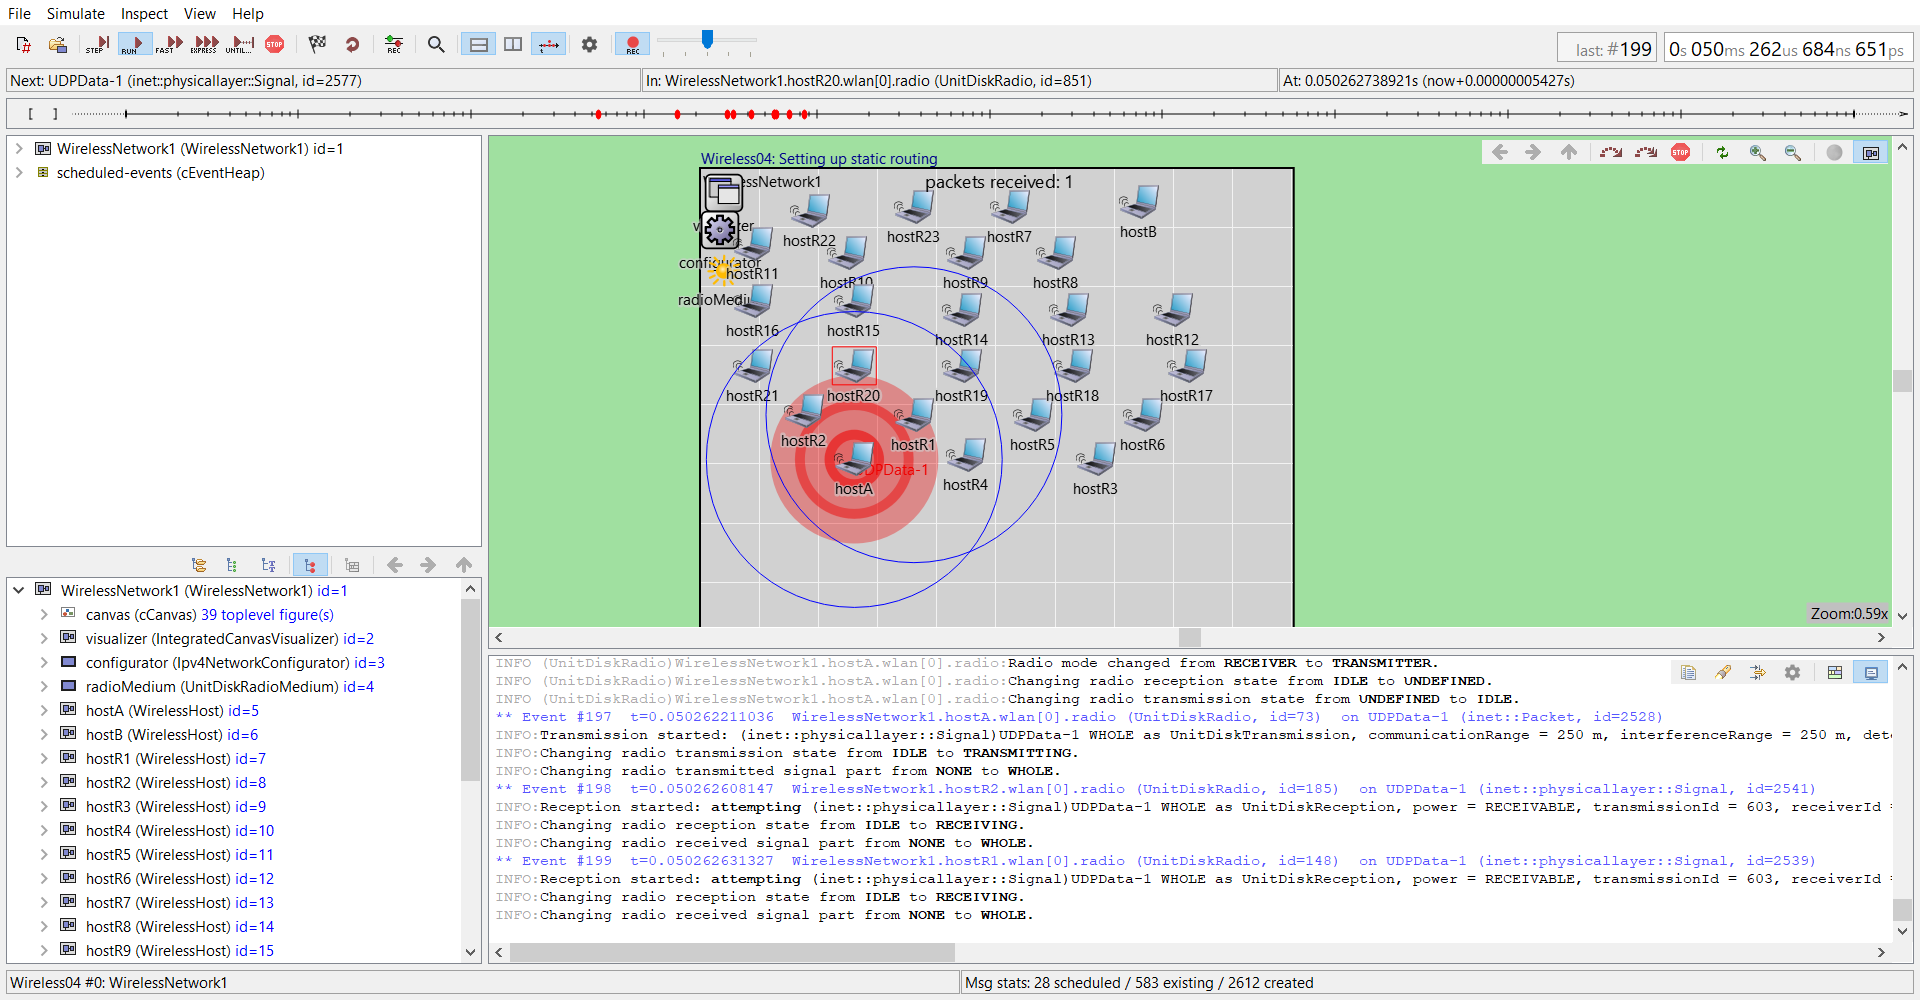 File Simulate Inspect View Help
STEP RUN FAST EXPRESS UNTIL... STOP REC REC
last: #199 0s 050ms 262us 684ns 651ps
Next: UDPData-1 (inet::physicallayer::Signal, id=2577) In: WirelessNetwork1.hostR20.wlan[0].radio (UnitDiskRadio, id=851) At: 0.050262738921s (now+0.00000005427s)
[ ]
WirelessNetwork1 (WirelessNetwork1) id=1
scheduled-events (cEventHeap)
WirelessNetwork1 (WirelessNetwork1) id=1
canvas (cCanvas) 39 toplevel figure(s)
visualizer (IntegratedCanvasVisualizer) id=2
configurator (Ipv4NetworkConfigurator) id=3
radioMedium (UnitDiskRadioMedium) id=4
hostA (WirelessHost) id=5
hostB (WirelessHost) id=6
hostR1 (WirelessHost) id=7
hostR2 (WirelessHost) id=8
hostR3 (WirelessHost) id=9
hostR4 (WirelessHost) id=10
hostR5 (WirelessHost) id=11
hostR6 (WirelessHost) id=12
hostR7 (WirelessHost) id=13
hostR8 (WirelessHost) id=14
hostR9 (WirelessHost) id=15
Wireless04: Setting up static routing
STOP
packets received: 1
hostR22 hostR23 hostR7 hostB
configurator hostR11 hostR10 hostR9 hostR8
hostR16 hostR15 hostR14 hostR13 hostR12
hostR21 hostR20 hostR19 hostR18 hostR17
hostR2 hostR1 hostR5 hostR6
hostA hostR4 hostR3
Zoom:0.59x
INFO (UnitDiskRadio)WirelessNetwork1.hostA.wlan[0].radio:Radio mode changed from RECEIVER to TRANSMITTER.
INFO (UnitDiskRadio)WirelessNetwork1.hostA.wlan[0].radio:Changing radio reception state from IDLE to UNDEFINED.
INFO (UnitDiskRadio)WirelessNetwork1.hostA.wlan[0].radio:Changing radio transmission state from UNDEFINED to IDLE.
** Event #197 t=0.050262211036 WirelessNetwork1.hostA.wlan[0].radio (UnitDiskRadio, id=73) on UDPData-1 (inet::Packet, id=2528)
INFO:Transmission started: (inet::physicallayer::Signal)UDPData-1 WHOLE as UnitDiskTransmission, communicationRange = 250 m, interferenceRange = 250 m, dete
INFO:Changing radio transmission state from IDLE to TRANSMITTING.
INFO:Changing radio transmitted signal part from NONE to WHOLE.
** Event #198 t=0.050262608147 WirelessNetwork1.hostR2.wlan[0].radio (UnitDiskRadio, id=185) on UDPData-1 (inet::physicallayer::Signal, id=2541)
INFO:Reception started: attempting (inet::physicallayer::Signal)UDPData-1 WHOLE as UnitDiskReception, power = RECEIVABLE, transmissionId = 603, receiverId =
INFO:Changing radio reception state from IDLE to RECEIVING.
INFO:Changing radio received signal part from NONE to WHOLE.
** Event #199 t=0.050262631327 WirelessNetwork1.hostR1.wlan[0].radio (UnitDiskRadio, id=148) on UDPData-1 (inet::physicallayer::Signal, id=2539)
INFO:Reception started: attempting (inet::physicallayer::Signal)UDPData-1 WHOLE as UnitDiskReception, power = RECEIVABLE, transmissionId = 603, receiverId =
INFO:Changing radio reception state from IDLE to RECEIVING.
INFO:Changing radio received signal part from NONE to WHOLE.
Wireless04 #0: WirelessNetwork1 Msg stats: 28 scheduled / 583 existing / 2612 created